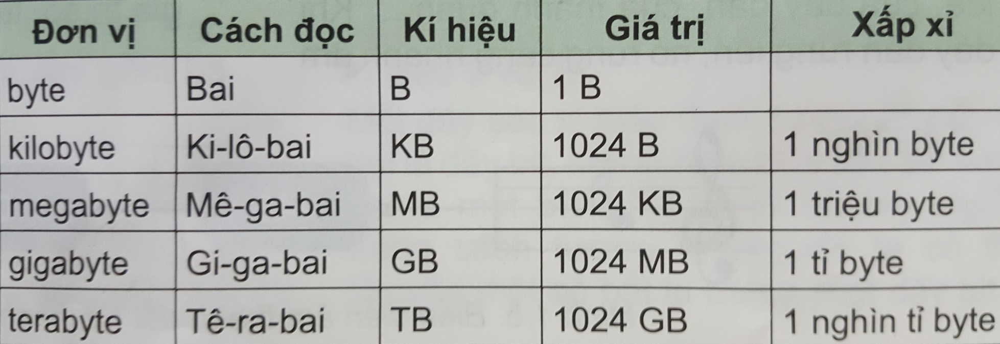 Đơn vị Cách đọc Kí hiệu Giá trị Xấp xỉ
byte Bai B 1 B
kilobyte Ki-lô-bai KB 1024 B 1 nghìn byte
megabyte Mê-ga-bai MB 1024 KB 1 triệu byte
gigabyte Gi-ga-bai GB 1024 MB 1 tỉ byte
terabyte Tê-ra-bai TB 1024 GB 1 nghìn tỉ byte